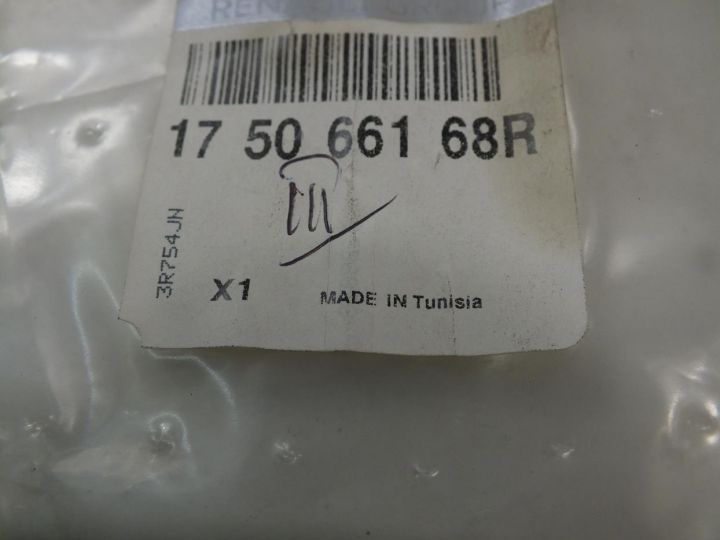 17 50 661 68R
3R754JN
X1
MADE IN Tunisia